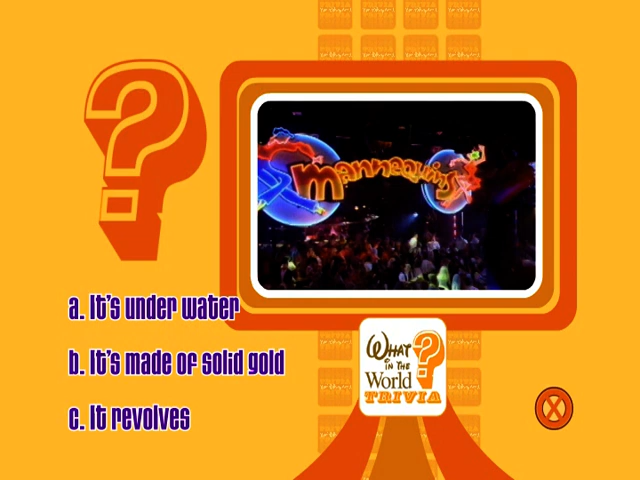 ?
mannequins
a. It's under water
b. It's made of solid gold
c. It revolves
What
in the
World
TRIVIA
?
X